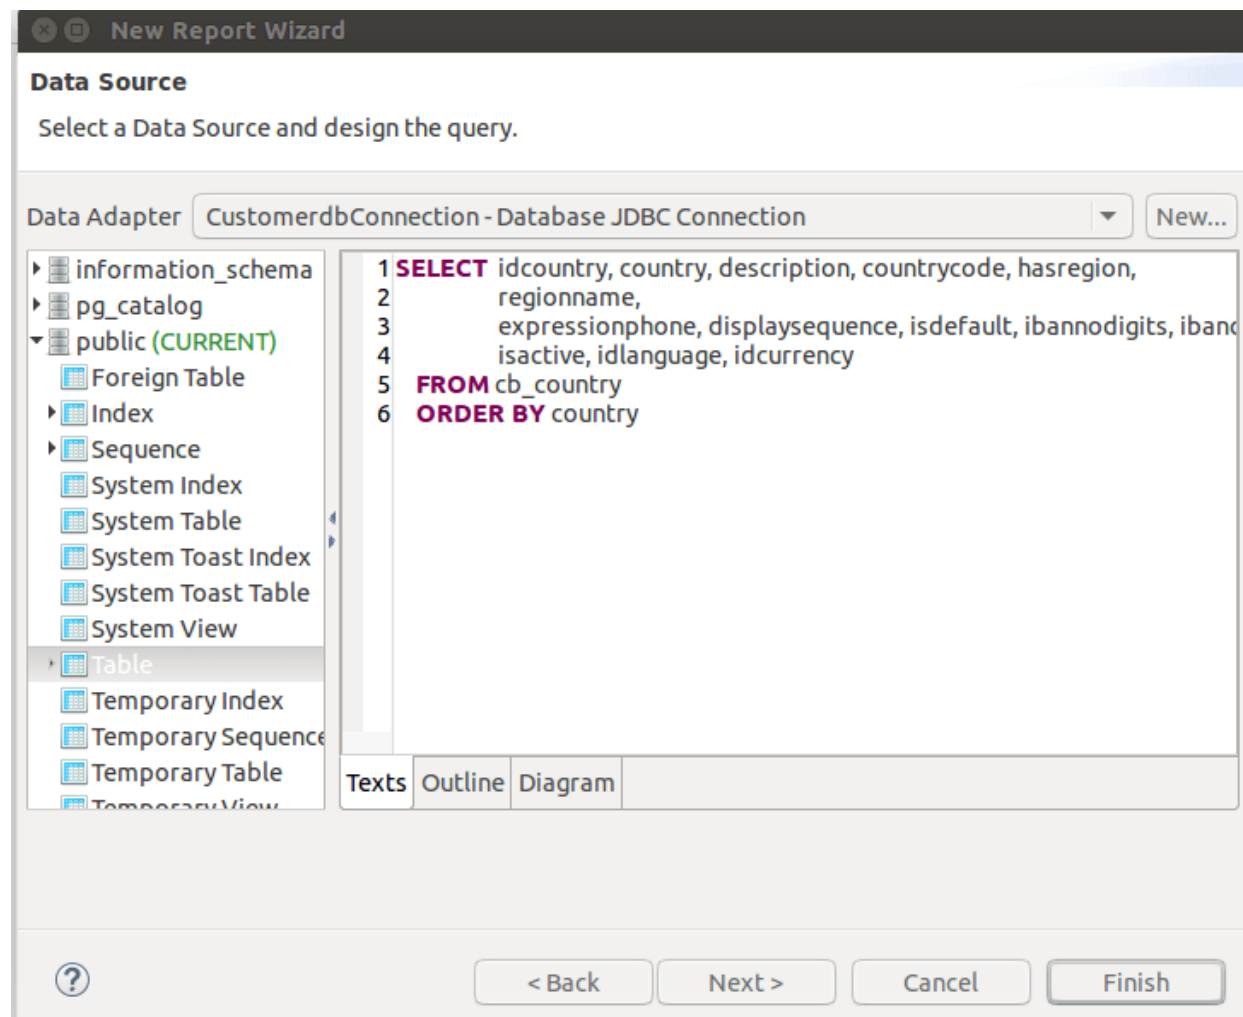 New Report Wizard
Data Source
Select a Data Source and design the query.
Data Adapter CustomerdbConnection - Database JDBC Connection New...
information_schema
pg_catalog
public (CURRENT)
Foreign Table
Index
Sequence
System Index
System Table
System Toast Index
System Toast Table
System View
Table
Temporary Index
Temporary Sequence
Temporary Table
Temporary View
1 SELECT idcountry, country, description, countrycode, hasregion,
2 regionname,
3 expressionphone, displaysequence, isdefault, ibannodigits,
4 isactive, idlanguage, idcurrency
5 FROM cb_country
6 ORDER BY country
Texts Outline Diagram
? < Back Next > Cancel Finish